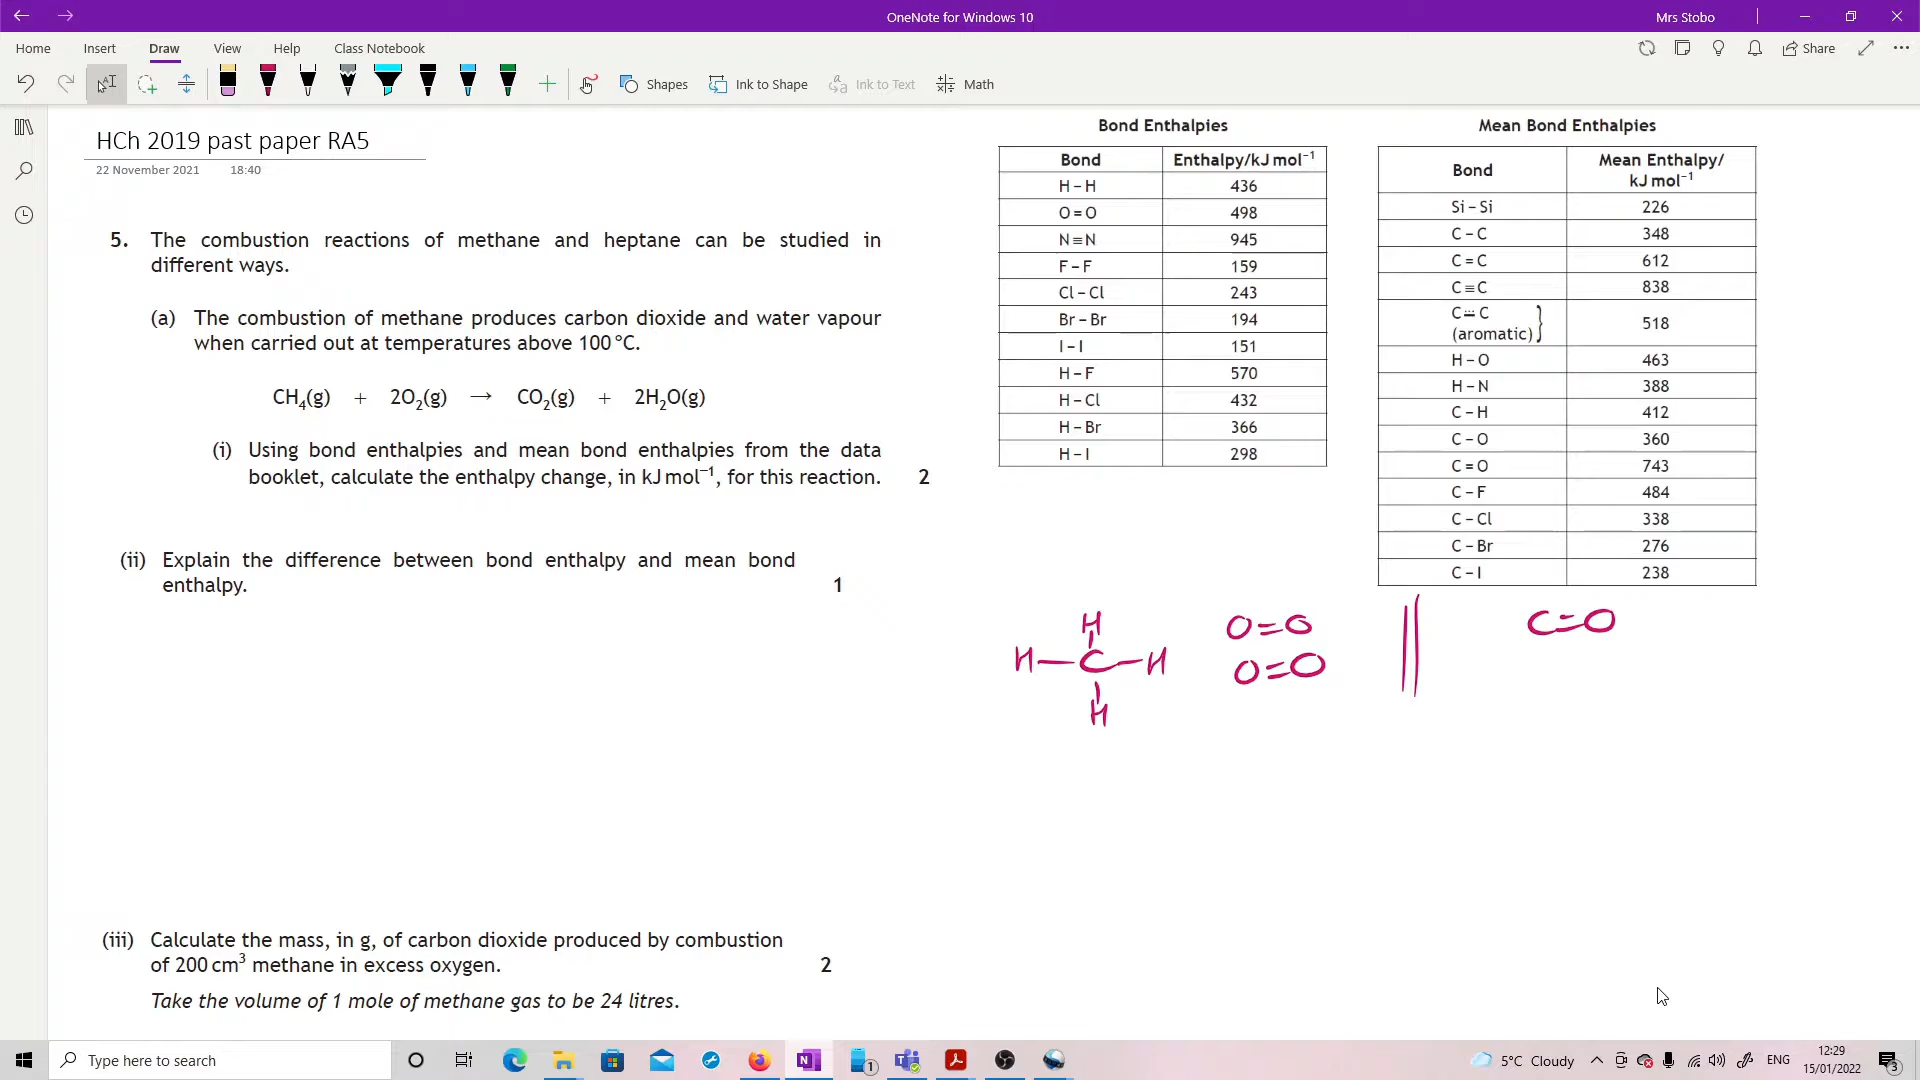 OneNote for Windows 10
Mrs Stobo
Home Insert Draw View Help Class Notebook
Share
Shapes Ink to Shape Ink to Text Math
HCh 2019 past paper RA5
22 November 2021 18:40
5. The combustion reactions of methane and heptane can be studied in
different ways.
(a) The combustion of methane produces carbon dioxide and water vapour
when carried out at temperatures above 100 °C.
CH₄(g) + 2O₂(g) → CO₂(g) + 2H₂O(g)
(i) Using bond enthalpies and mean bond enthalpies from the data
booklet, calculate the enthalpy change, in kJ mol⁻¹, for this reaction. 2
(ii) Explain the difference between bond enthalpy and mean bond
enthalpy. 1
(iii) Calculate the mass, in g, of carbon dioxide produced by combustion
of 200 cm³ methane in excess oxygen. 2
Take the volume of 1 mole of methane gas to be 24 litres.
Bond Enthalpies
Bond Enthalpy/kJ mol⁻¹
H – H 436
O = O 498
N ≡ N 945
F – F 159
Cl – Cl 243
Br – Br 194
I – I 151
H – F 570
H – Cl 432
H – Br 366
H – I 298
Mean Bond Enthalpies
Bond Mean Enthalpy/
kJ mol⁻¹
Si – Si 226
C – C 348
C = C 612
C ≡ C 838
C ⩦ C
(aromatic) } 518
H – O 463
H – N 388
C – H 412
C – O 360
C = O 743
C – F 484
C – Cl 338
C – Br 276
C – I 238
H
H – C – H
H
O=O
O=O
C=O
Type here to search
1
5°C Cloudy
ENG
12:29
15/01/2022
3